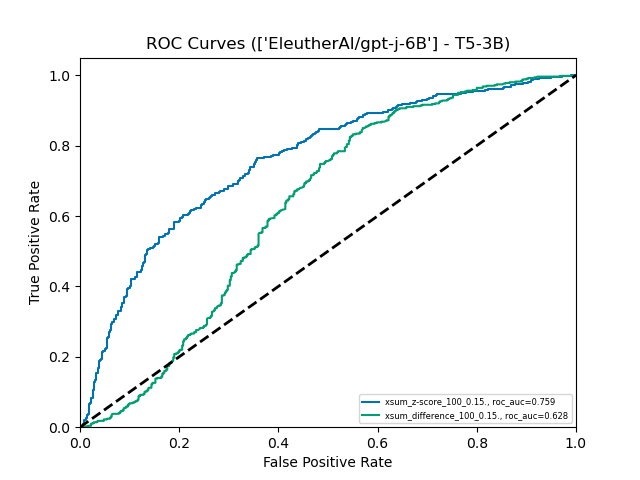 ROC Curves (['EleutherAI/gpt-j-6B'] - T5-3B)
True Positive Rate
1.0
0.8
0.6
0.4
0.2
0.0
xsum_z-score_100_0.15., roc_auc=0.759
xsum_difference_100_0.15., roc_auc=0.628
0.0 0.2 0.4 0.6 0.8 1.0
False Positive Rate